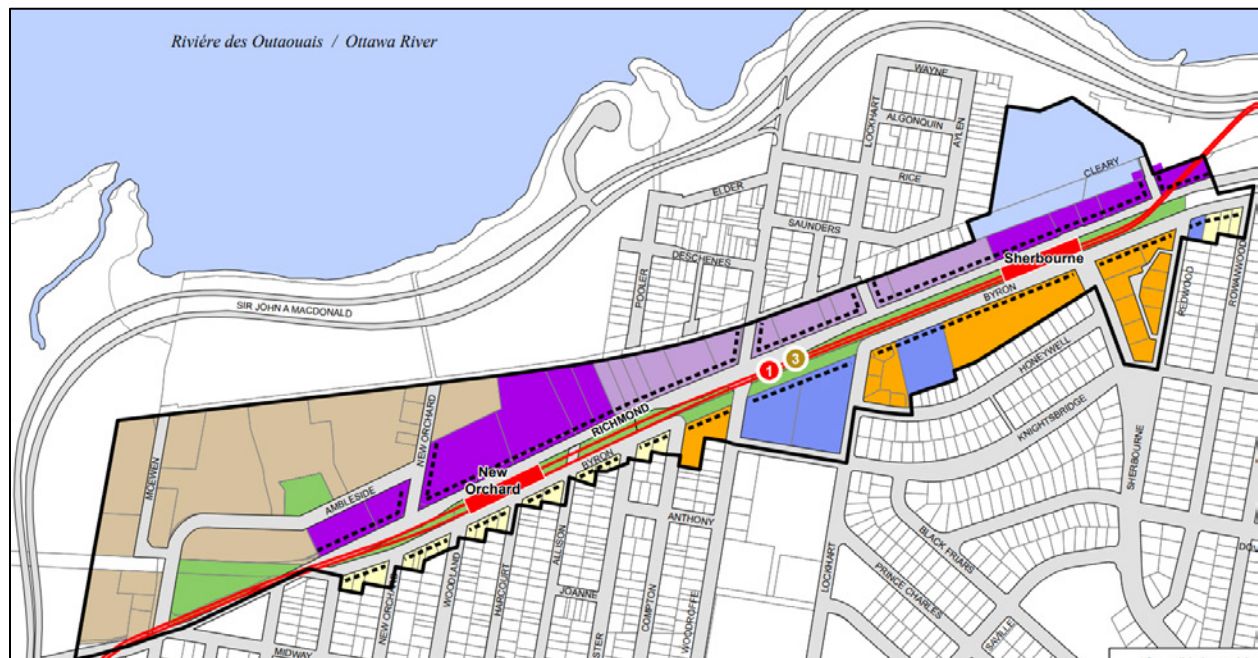 Riviére des Outaouais / Ottawa River
WAYNE
LOCKHART
ALGONQUIN
AYLEN
RICE
CLEARY
ELDER
SAUNDERS
DESCHENES
POOLER
Sherbourne
BYRON
REDWOOD
ROWANWOOD
SIR JOHN A MACDONALD
1
3
HONEYWELL
KNIGHTSBRIDGE
RICHMOND
NEW ORCHARD
MCEWEN
AMBLESIDE
New
Orchard
BYRON
SHERBOURNE
ANTHONY
BLACK FRIARS
ALLISON
WOODLAND
HARCOURT
NEW ORCHARD
JOANNE
COMPTON
WOODROFFE
LOCKHART
PRINCE CHARLES
SAVILLE
MIDWAY